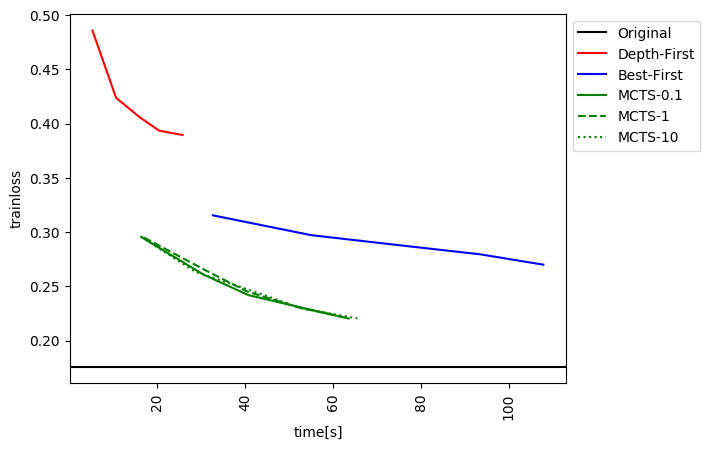 0.50
0.45
0.40
0.35
0.30
0.25
0.20
trainloss
20
40
60
80
100
time[s]
Original
Depth-First
Best-First
MCTS-0.1
MCTS-1
MCTS-10